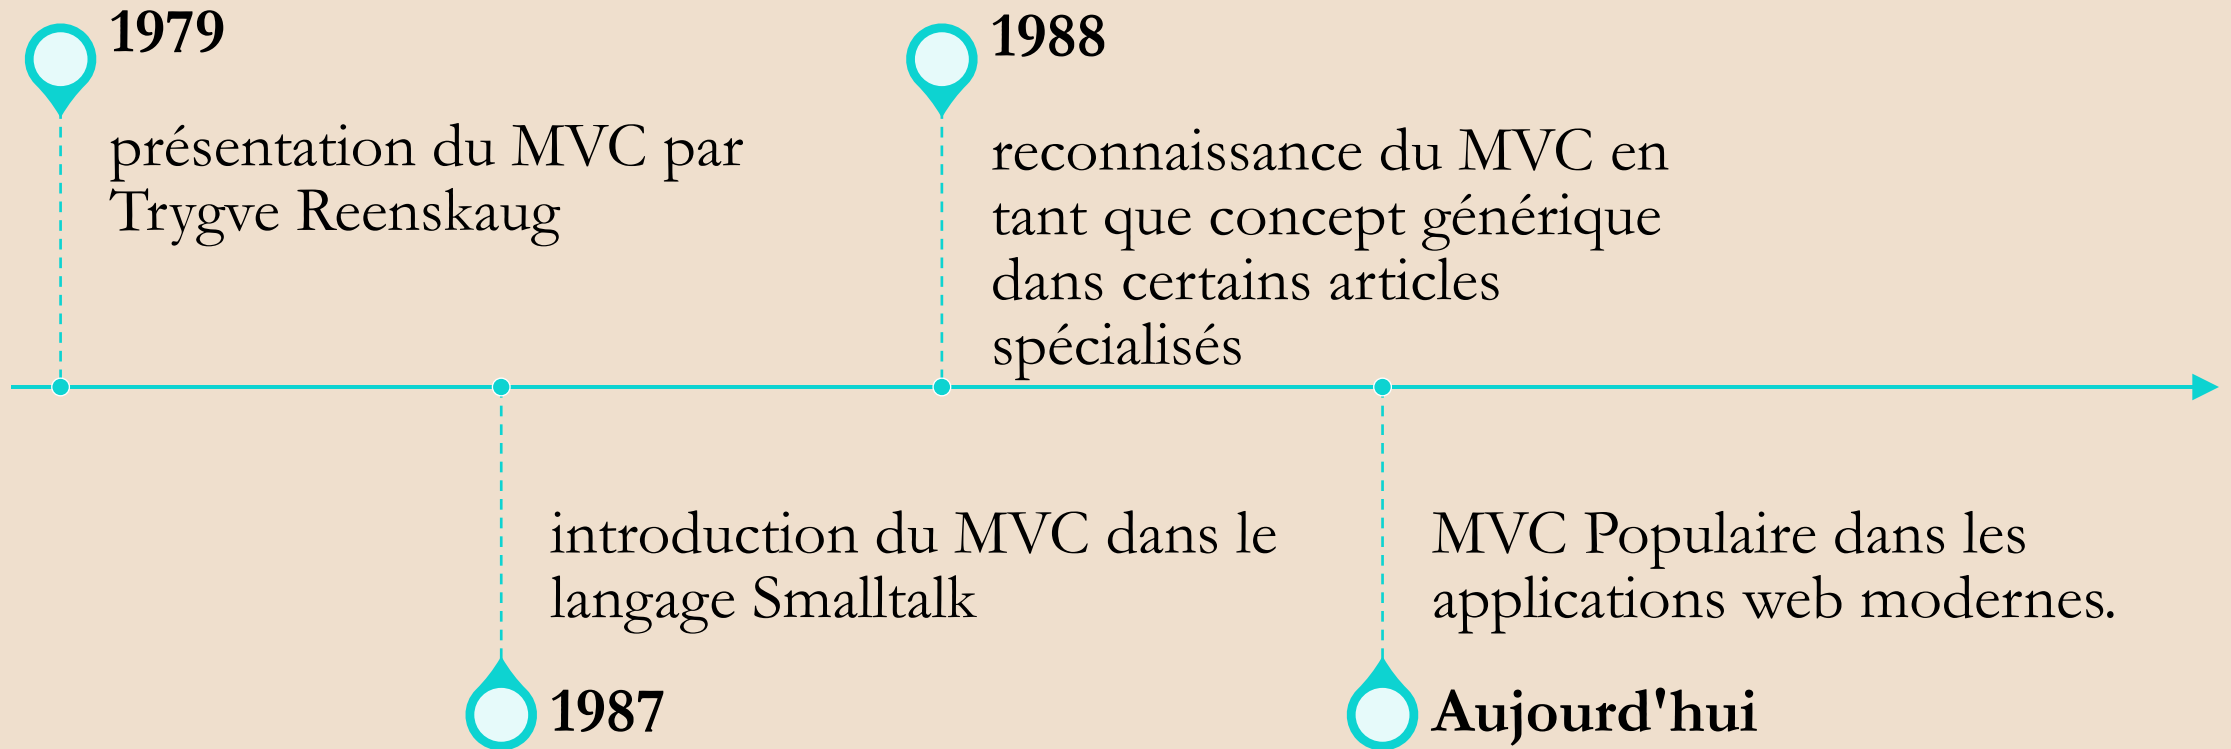 1979
présentation du MVC par
Trygve Reenskaug
1988
reconnaissance du MVC en
tant que concept générique
dans certains articles
spécialisés
introduction du MVC dans le
langage Smalltalk
1987
MVC Populaire dans les
applications web modernes.
Aujourd'hui